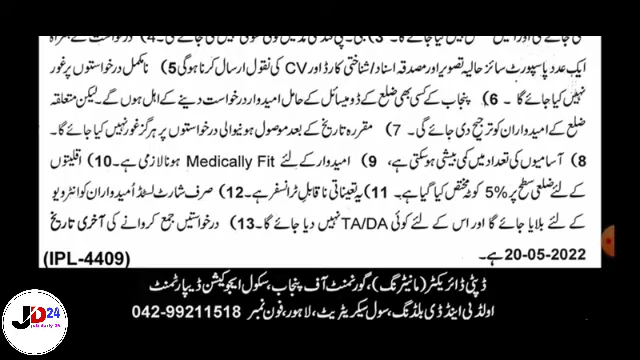 ایک عدد پاسپورٹ سائز حالیہ تصویر اور مصدقہ اسناد/شناختی کارڈ اور CV کی نقول ارسال کرنا ہوگی 5) نامکمل درخواستوں پر غور
نہیں کیا جائے گا ۔ 6) پنجاب کے کسی بھی ضلع کے ڈومیسائل کے حامل امیدوار درخواست دینے کے اہل ہوں گے۔ لیکن متعلقہ
ضلع کے امیدواران کو ترجیح دی جائے گی۔ 7) مقررہ تاریخ کے بعد موصول ہونیوالی درخواستوں پر ہرگز غور نہیں کیا جائے گا۔
8) آسامیوں کی تعداد میں کمی بیشی ہوسکتی ہے، 9) امیدوار کے لئے Medically Fit ہونا لازمی ہے۔ 10) اقلیتوں
کے لئے ضلعی سطح پر 5% کوٹہ مختص کیا گیا ہے۔ 11) یہ تعیناتی ناقابل ٹرانسفر ہے۔ 12) صرف شارٹ لسٹڈ اُمیدواران کو انٹرویو
کے لئے بلایا جائے گا اور اس کے لئے کوئی TA/DA نہیں دیا جائے گا۔ 13) درخواستیں جمع کروانے کی آخری تاریخ
20-05-2022 ہے۔
(IPL-4409)
ڈپٹی ڈائریکٹر (مانیٹرنگ)، گورنمنٹ آف پنجاب، سکول ایجوکیشن ڈیپارٹمنٹ
اولڈ پی اینڈ ڈی بلڈنگ، سول سیکریٹریٹ، لاہور، فون نمبر 042-99211518
JD24
job daily 24